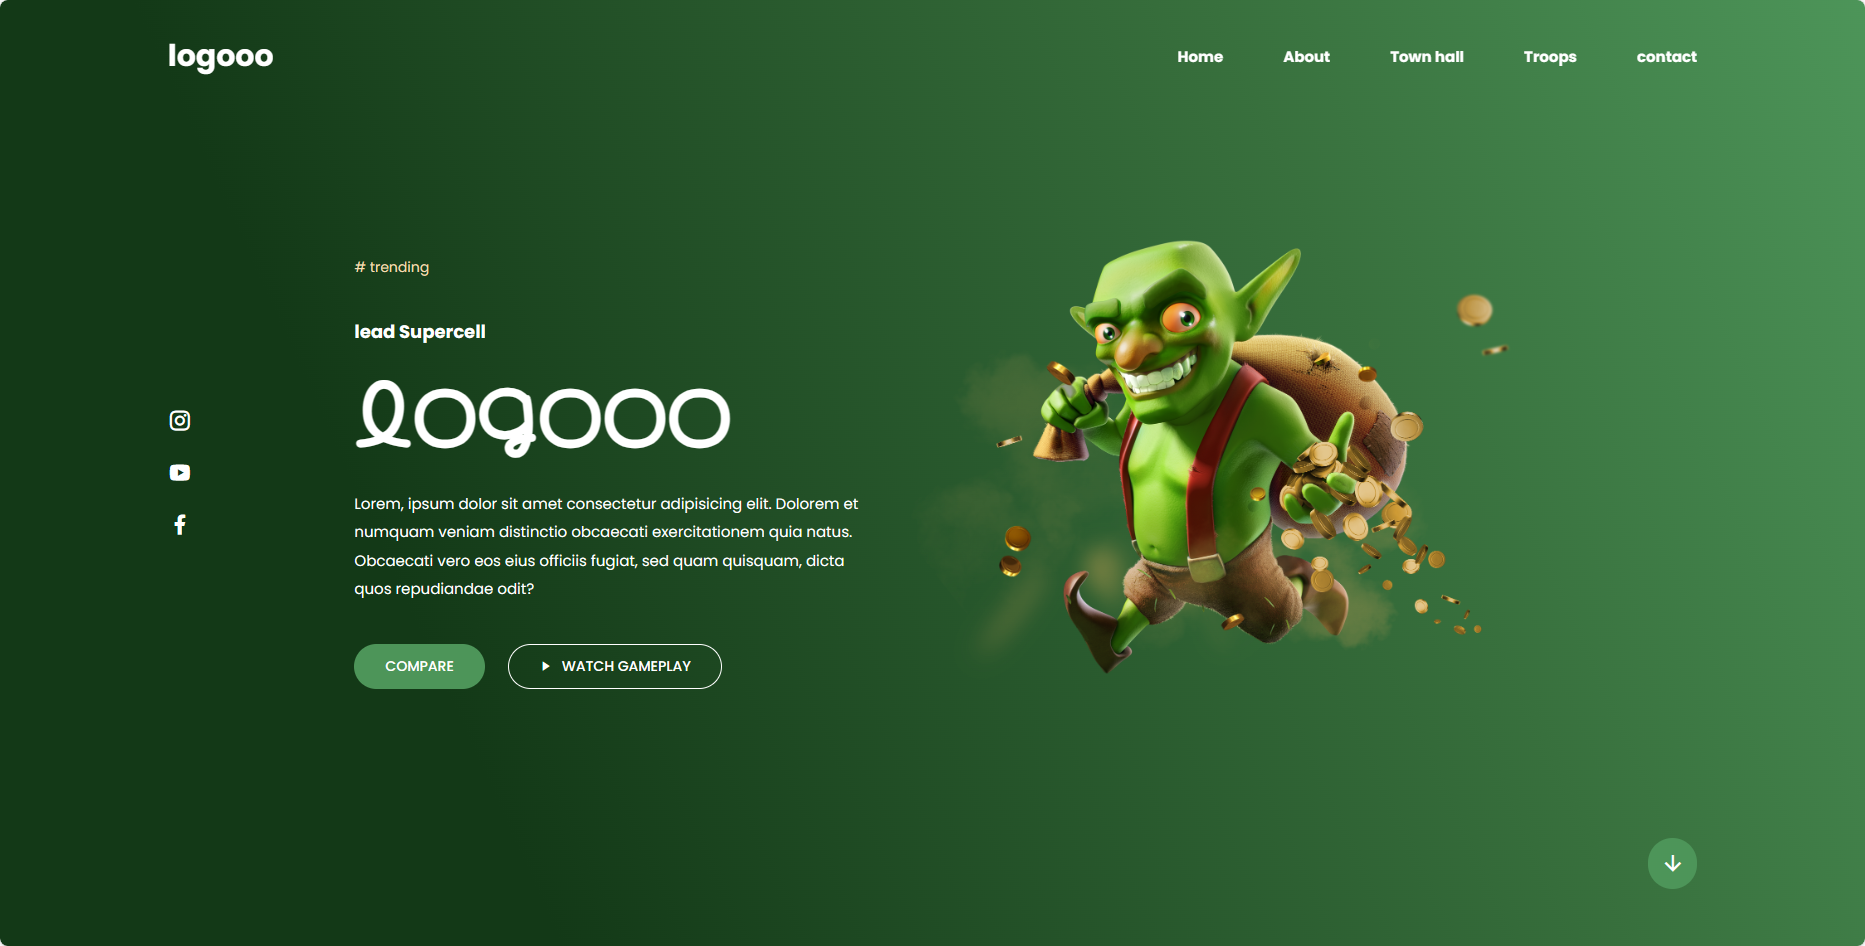 logooo
Home
About
Town hall
Troops
contact
# trending
lead Supercell
logooo
Lorem, ipsum dolor sit amet consectetur adipisicing elit. Dolorem et
numquam veniam distinctio obcaecati exercitationem quia natus.
Obcaecati vero eos eius officiis fugiat, sed quam quisquam, dicta
quos repudiandae odit?
COMPARE
WATCH GAMEPLAY